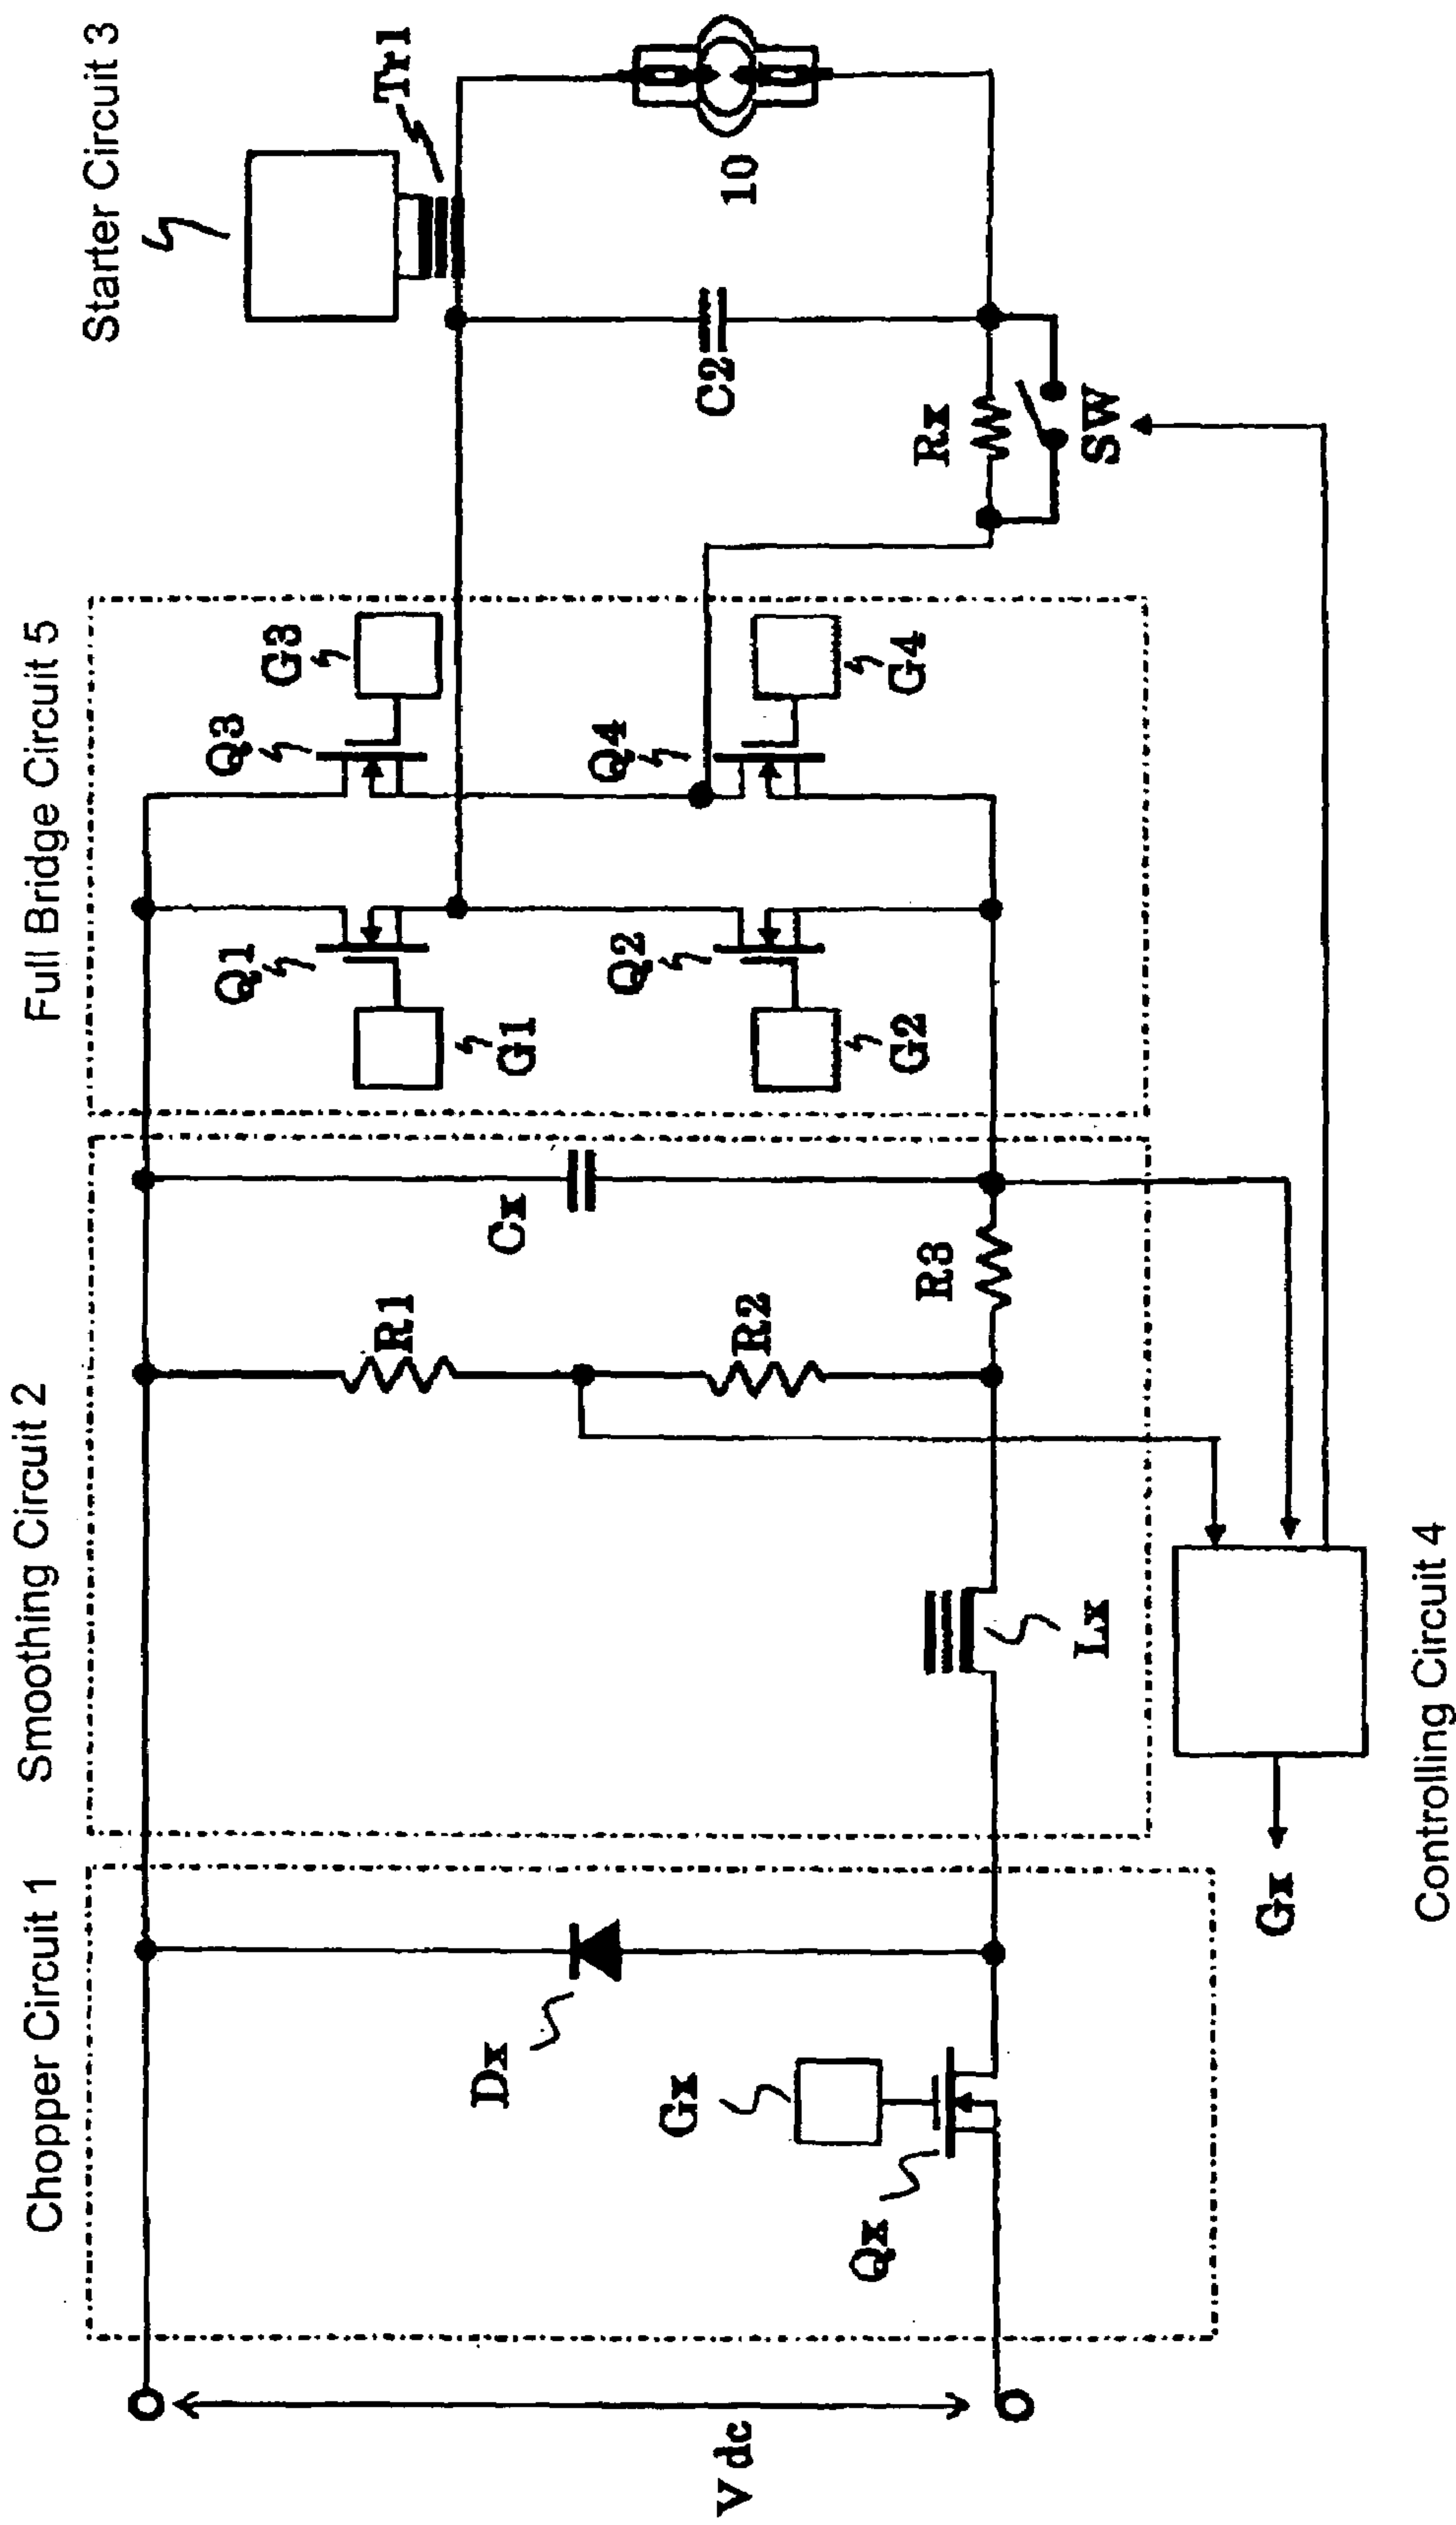 Chopper Circuit 1
Smoothing Circuit 2
Full Bridge Circuit 5
Starter Circuit 3
Tr1
Q1
Q3
G3
G1
R1
Dx
Cx
Q2
Q4
G4
G2
R2
C2
10
Gx
Qx
R3
Rx
SW
Lx
V dc
Gx
Controlling Circuit 4